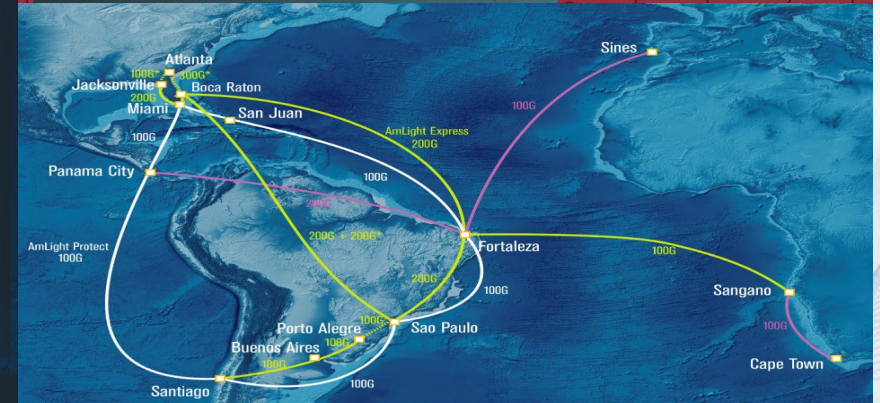 Atlanta
100G*
300G*
Jacksonville
Boca Raton
200G
Miami
San Juan
100G
Panama City
AmLight Express
200G
100G
Sines
100G
200G + 200G*
AmLight Protect
100G
Fortaleza
100G
200G
100G
Sangano
100G
Cape Town
100G
Sao Paulo
Porto Alegre
100G
Buenos Aires
100G
100G
Santiago